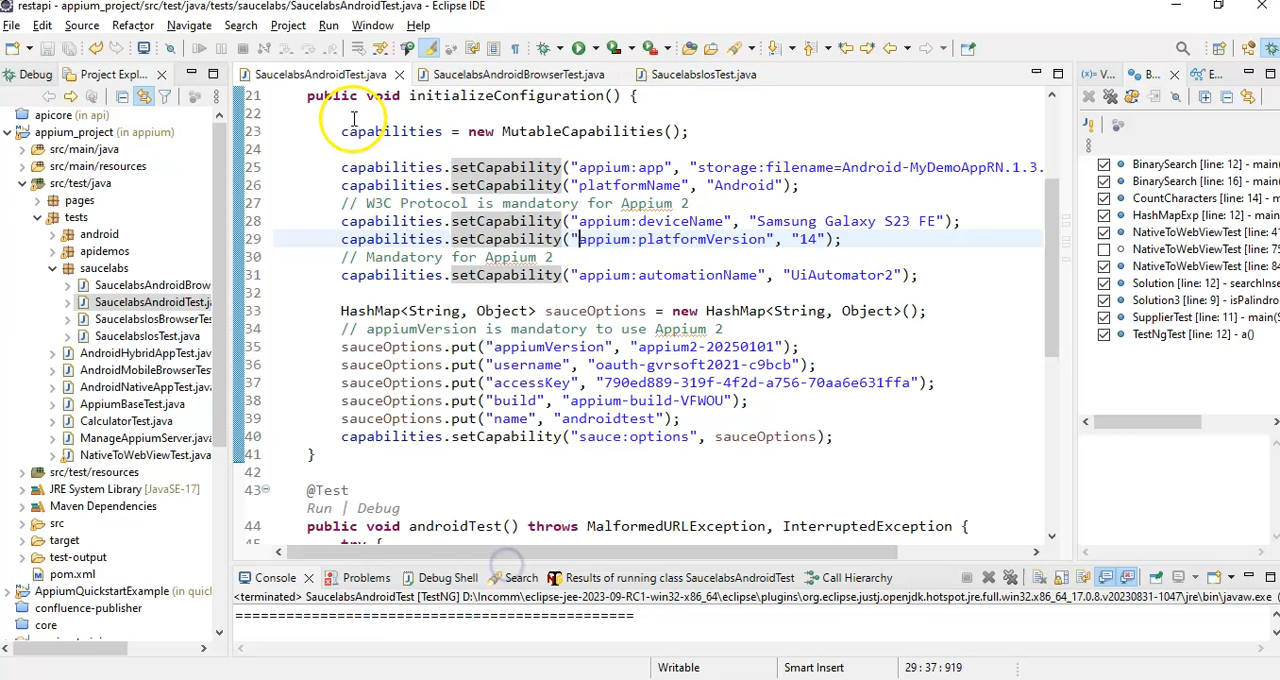 restapi - appium_project/src/test/java/tests/saucelabs/SaucelabsAndroidTest.java - Eclipse IDE
File Edit Source Refactor Navigate Search Project Run Window Help
Debug Project Expl...
SaucelabsAndroidTest.java SaucelabsAndroidBrowserTest.java SaucelabsIosTest.java
V... B... E...
apicore (in api)
appium_project (in appium)
src/main/java
src/main/resources
src/test/java
pages
tests
android
apidemos
saucelabs
SaucelabsAndroidBrow
SaucelabsAndroidTest.ja
SaucelabsIosBrowserTes
SaucelabsIosTest.java
AndroidHybridAppTest.java
AndroidMobileBrowserTest
AndroidNativeAppTest.java
AppiumBaseTest.java
CalculatorTest.java
ManageAppiumServer.java
NativeToWebViewTest.java
src/test/resources
JRE System Library [JavaSE-17]
Maven Dependencies
src
target
test-output
pom.xml
AppiumQuickstartExample (in quick
confluence-publisher
core
21 public void initializeConfiguration() {
22
23 capabilities = new MutableCapabilities();
24
25 capabilities.setCapability("appium:app", "storage:filename=Android-MyDemoAppRN.1.3.
26 capabilities.setCapability("platformName", "Android");
27 // W3C Protocol is mandatory for Appium 2
28 capabilities.setCapability("appium:deviceName", "Samsung Galaxy S23 FE");
29 capabilities.setCapability("appium:platformVersion", "14");
30 // Mandatory for Appium 2
31 capabilities.setCapability("appium:automationName", "UiAutomator2");
32
33 HashMap<String, Object> sauceOptions = new HashMap<String, Object>();
34 // appiumVersion is mandatory to use Appium 2
35 sauceOptions.put("appiumVersion", "appium2-20250101");
36 sauceOptions.put("username", "oauth-gvrsoft2021-c9bcb");
37 sauceOptions.put("accessKey", "790ed889-319f-4f2d-a756-70aa6e631ffa");
38 sauceOptions.put("build", "appium-build-VFWOU");
39 sauceOptions.put("name", "androidtest");
40 capabilities.setCapability("sauce:options", sauceOptions);
41 }
42
43 @Test
Run | Debug
44 public void androidTest() throws MalformedURLException, InterruptedException {
45 try {
BinarySearch [line: 12] - main(S
BinarySearch [line: 16] - main(S
CountCharacters [line: 14] - ma
HashMapExp [line: 12] - main(S
NativeToWebViewTest [line: 41
NativeToWebViewTest [line: 76
NativeToWebViewTest [line: 84
Solution [line: 12] - searchInser
Solution3 [line: 9] - isPalindro
SupplierTest [line: 11] - main(S
TestNgTest [line: 12] - a()
Console Proble Debug Shell Search Results of running class SaucelabsAndroidTest Call Hierarchy
<terminated> SaucelabsAndroidTest [TestNG] D:\Incomm\eclipse-jee-2023-09-RC1-win32-x86_64\eclipse\plugins\org.eclipse.justj.openjdk.hotspot.jre.full.win32.x86_64_17.0.8.v20230831-1047\jre\bin\javaw.exe (
===============================================
Writable Smart Insert 29 : 37 : 919